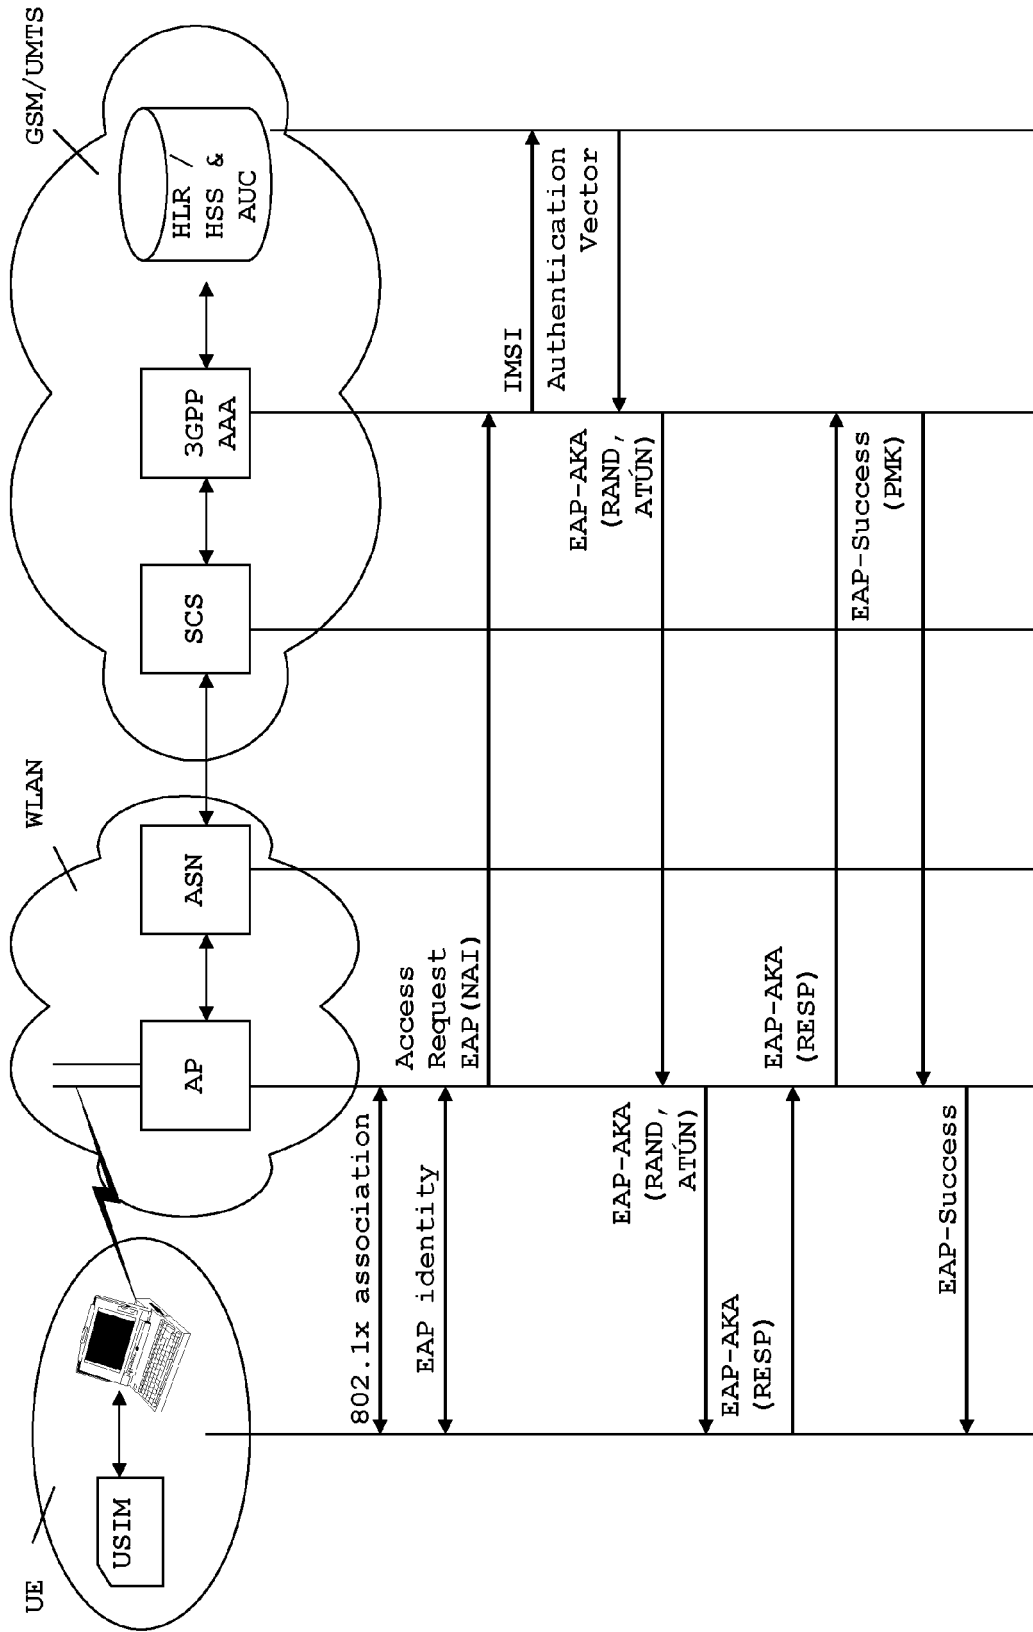 UE
WLAN
GSM/UMTS
USIM
AP
ASN
SCS
3GPP
AAA
HLR /
HSS &
AUC
802.1x association
EAP identity
Access
Request
EAP(NAI)
IMSI
Authentication
Vector
EAP-AKA
(RAND,
ATÚN)
EAP-AKA
(RAND,
ATÚN)
EAP-AKA
(RESP)
EAP-AKA
(RESP)
EAP-Success
(PMK)
EAP-Success